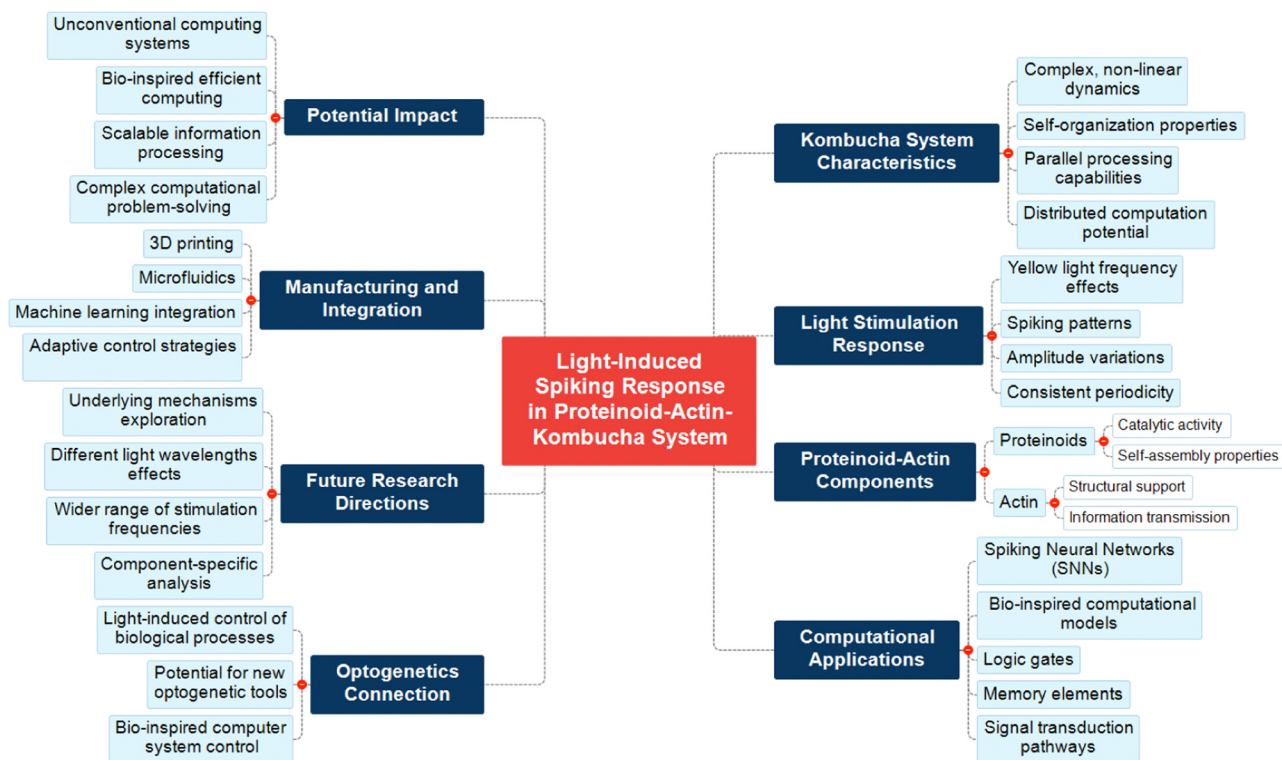 Light-Induced
Spiking Response
in Proteinoid-Actin-
Kombucha System
Potential Impact
Unconventional computing
systems
Bio-inspired efficient
computing
Scalable information
processing
Complex computational
problem-solving
Manufacturing and
Integration
3D printing
Microfluidics
Machine learning integration
Adaptive control strategies
Future Research
Directions
Underlying mechanisms
exploration
Different light wavelengths
effects
Wider range of stimulation
frequencies
Component-specific
analysis
Optogenetics
Connection
Light-induced control of
biological processes
Potential for new
optogenetic tools
Bio-inspired computer
system control
Kombucha System
Characteristics
Complex, non-linear
dynamics
Self-organization properties
Parallel processing
capabilities
Distributed computation
potential
Light Stimulation
Response
Yellow light frequency
effects
Spiking patterns
Amplitude variations
Consistent periodicity
Proteinoid-Actin
Components
Proteinoids
Catalytic activity
Self-assembly properties
Actin
Structural support
Information transmission
Computational
Applications
Spiking Neural Networks
(SNNs)
Bio-inspired computational
models
Logic gates
Memory elements
Signal transduction
pathways